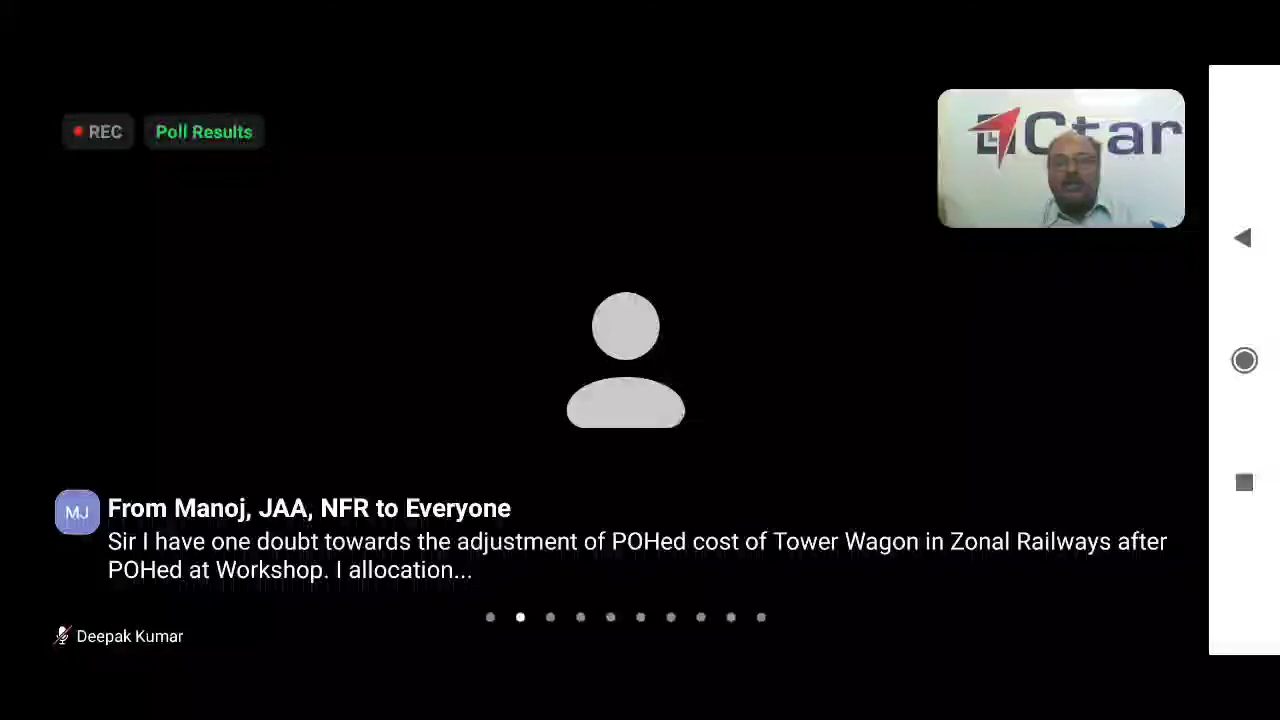 REC
Poll Results
Ctar
MJ
From Manoj, JAA, NFR to Everyone
Sir I have one doubt towards the adjustment of POHed cost of Tower Wagon in Zonal Railways after
POHed at Workshop. I allocation...
Deepak Kumar